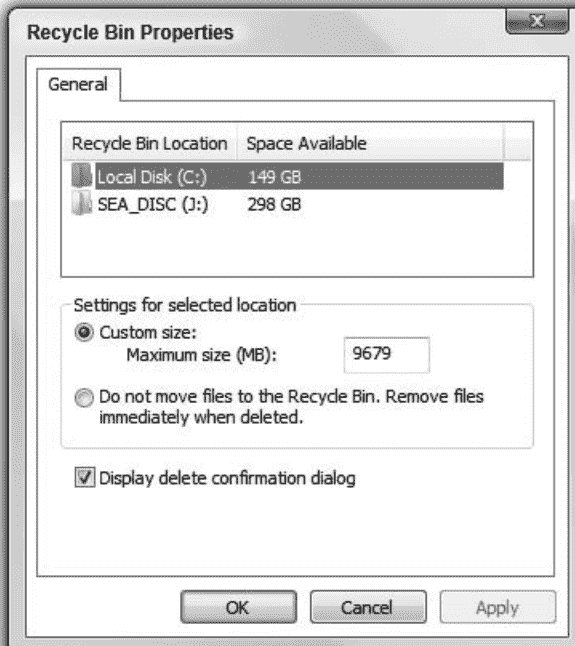 Recycle Bin Properties
General
Recycle Bin Location Space Available
Local Disk (C:) 149 GB
SEA_DISC (J:) 298 GB
Settings for selected location
Custom size:
Maximum size (MB): 9679
Do not move files to the Recycle Bin. Remove files
immediately when deleted.
Display delete confirmation dialog
OK Cancel Apply